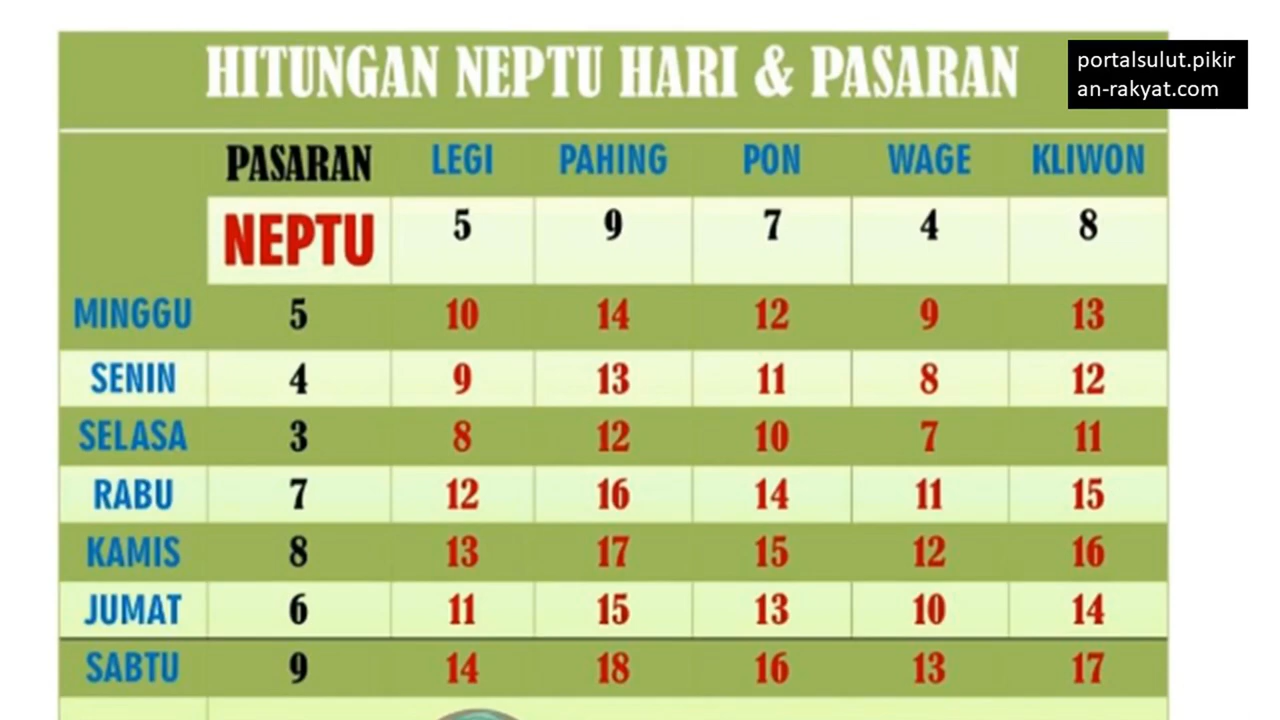 HITUNGAN NEPTU HARI & PASARAN
portalsulut.pikir
an-rakyat.com
PASARAN LEGI PAHING PON WAGE KLIWON
NEPTU 5 9 7 4 8
MINGGU 5 10 14 12 9 13
SENIN 4 9 13 11 8 12
SELASA 3 8 12 10 7 11
RABU 7 12 16 14 11 15
KAMIS 8 13 17 15 12 16
JUMAT 6 11 15 13 10 14
SABTU 9 14 18 16 13 17